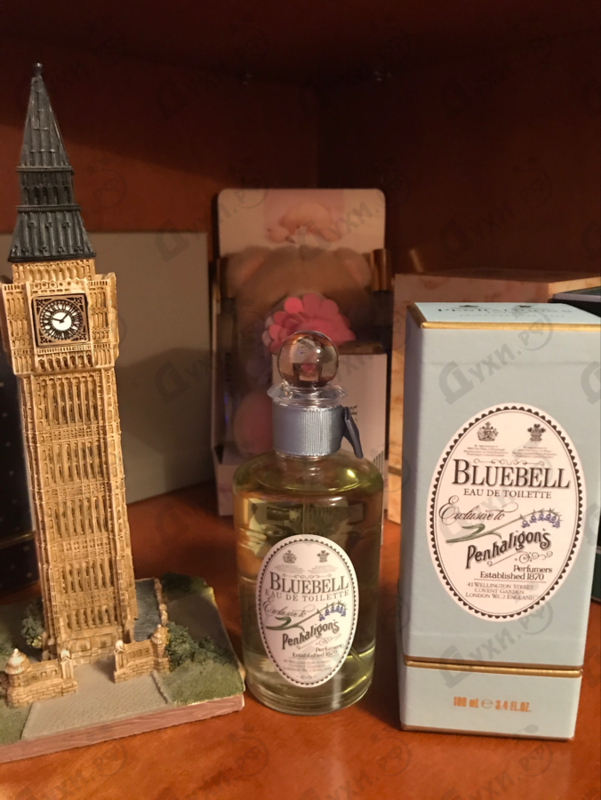 BLUEBELL
EAU DE TOILETTE
Exclusive to
Penhaligon's
Perfumers
Established 1870
BLUEBELL
EAU DE TOILETTE
Exclusive to
Penhaligon's
Perfumers
Established 1870
41 WELLINGTON STREET
COVENT GARDEN
LONDON WC2 ENGLAND
100 ml ℮ 3.4 fl.oz.
Духи.рф